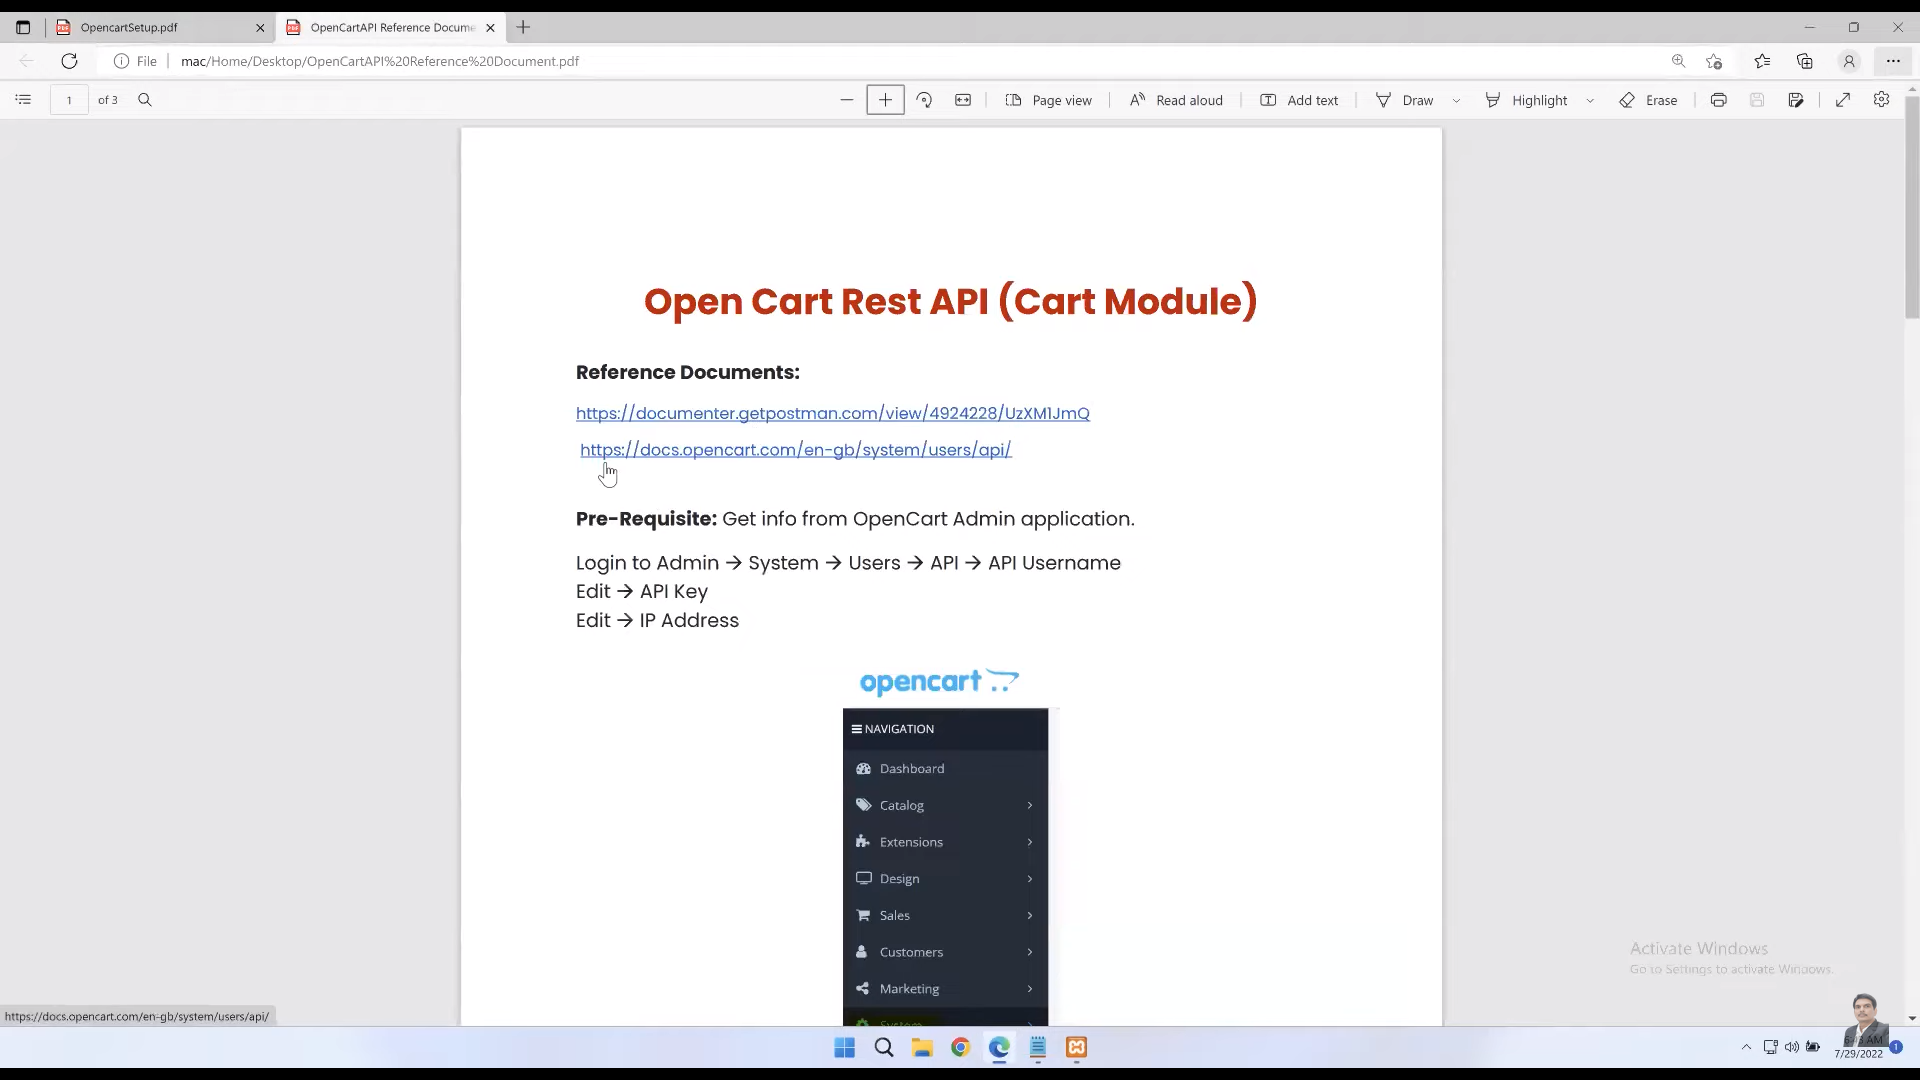 OpencartSetup.pdf
OpenCartAPI Reference Docume
File
mac/Home/Desktop/OpenCartAPI%20Reference%20Document.pdf
1 of 3
Page view
Read aloud
Add text
Draw
Highlight
Erase
Open Cart Rest API (Cart Module)
Reference Documents:
https://documenter.getpostman.com/view/4924228/UzXM1JmQ
https://docs.opencart.com/en-gb/system/users/api/
Pre-Requisite: Get info from OpenCart Admin application.
Login to Admin → System → Users → API → API Username
Edit → API Key
Edit → IP Address
opencart
NAVIGATION
Dashboard
Catalog
Extensions
Design
Sales
Customers
Marketing
System
Activate Windows
Go to Settings to activate Windows.
https://docs.opencart.com/en-gb/system/users/api/
7/29/2022
1